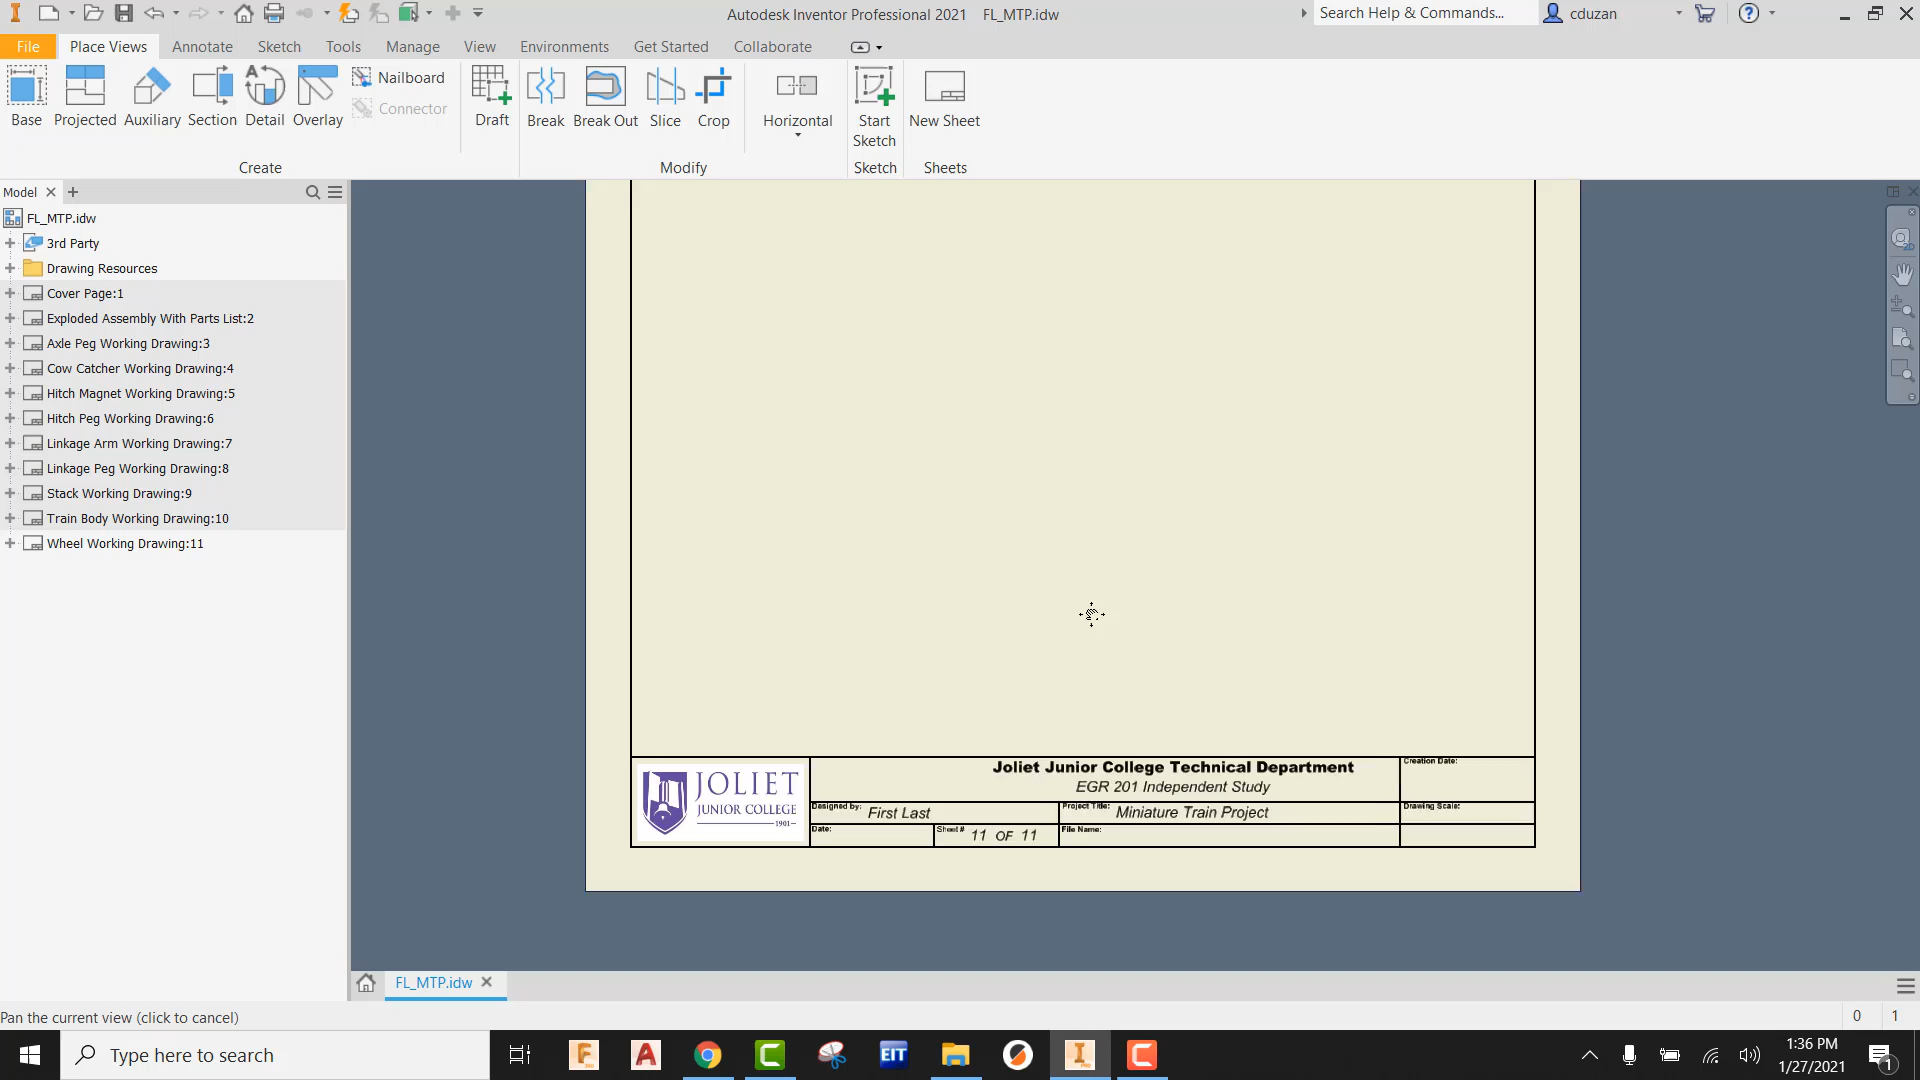 Autodesk Inventor Professional 2021 FL_MTP.idw
Search Help & Commands...
cduzan
File Place Views Annotate Sketch Tools Manage View Environments Get Started Collaborate
Base
Projected
Auxiliary
Section
Detail
Overlay
Nailboard
Connector
Draft
Break
Break Out
Slice
Crop
Horizontal
Start
Sketch
New Sheet
Create
Modify
Sketch
Sheets
Model
FL_MTP.idw
3rd Party
Drawing Resources
Cover Page:1
Exploded Assembly With Parts List:2
Axle Peg Working Drawing:3
Cow Catcher Working Drawing:4
Hitch Magnet Working Drawing:5
Hitch Peg Working Drawing:6
Linkage Arm Working Drawing:7
Linkage Peg Working Drawing:8
Stack Working Drawing:9
Train Body Working Drawing:10
Wheel Working Drawing:11
JOLIET
JUNIOR COLLEGE
1901
Joliet Junior College Technical Department
EGR 201 Independent Study
Creation Date:
Designed by: First Last
Project Title: Miniature Train Project
Drawing Scale:
Date:
Sheet # 11 OF 11
File Name:
FL_MTP.idw
Pan the current view (click to cancel)
0 1
Type here to search
EIT
1:36 PM
1/27/2021
1